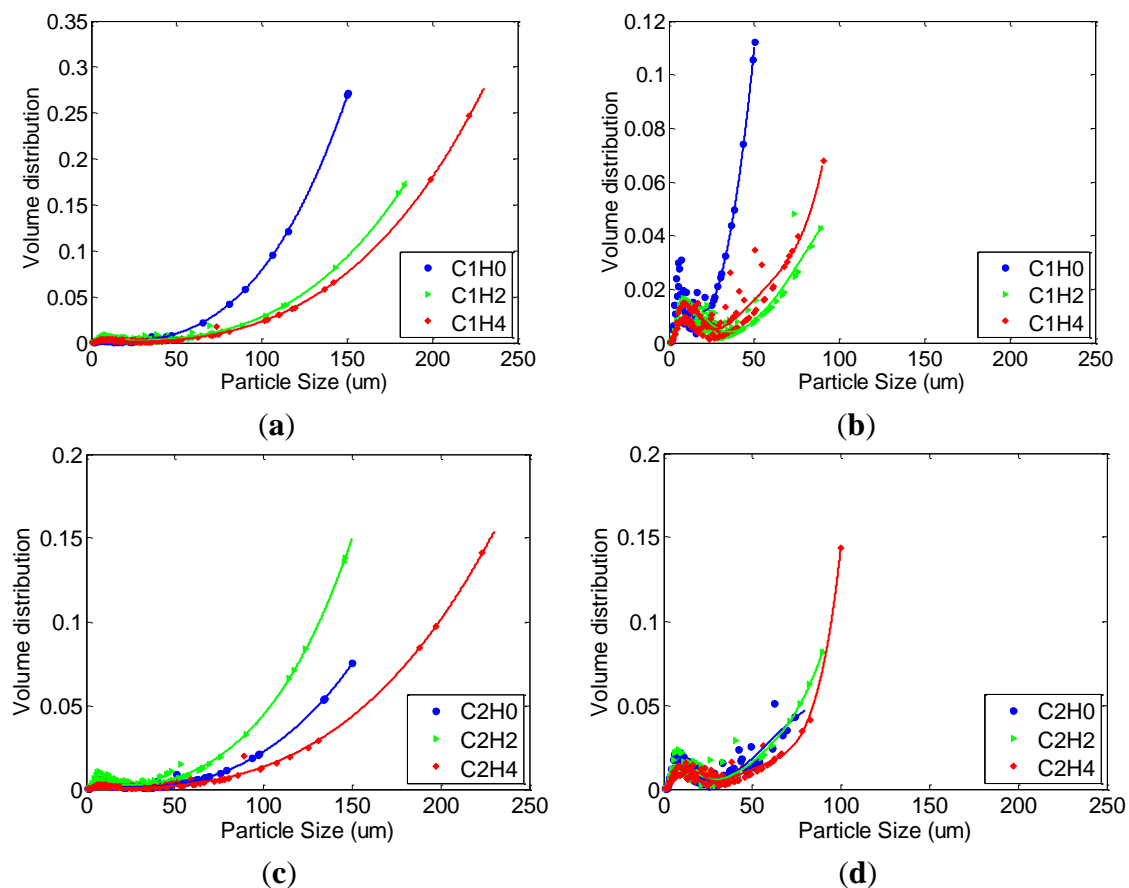 0.35
0.3
0.25
0.2
0.15
0.1
0.05
0
0 50 100 150 200 250
Volume distribution
Particle Size (um)
C1H0
C1H2
C1H4
(a)
0.12
0.1
0.08
0.06
0.04
0.02
0
0 50 100 150 200 250
Volume distribution
Particle Size (um)
C1H0
C1H2
C1H4
(b)
0.2
0.15
0.1
0.05
0
0 50 100 150 200 250
Volume distribution
Particle Size (um)
C2H0
C2H2
C2H4
(c)
0.2
0.15
0.1
0.05
0
0 50 100 150 200 250
Volume distribution
Particle Size (um)
C2H0
C2H2
C2H4
(d)